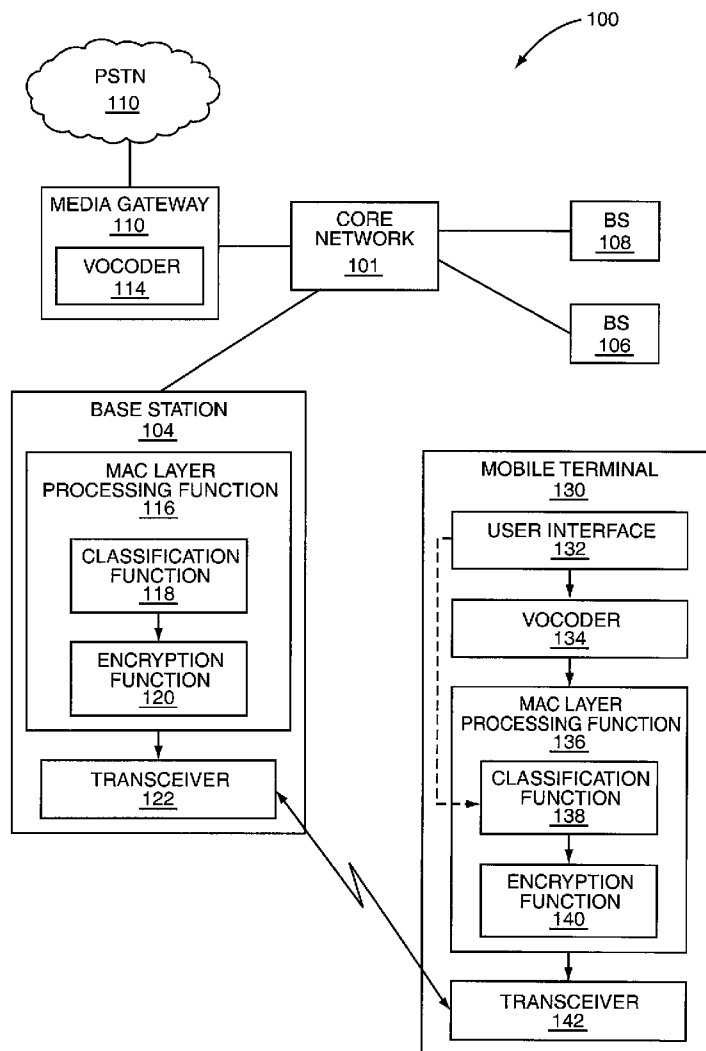 100
PSTN
110
MEDIA GATEWAY
110
VOCODER
114
CORE
NETWORK
101
BS
108
BS
106
BASE STATION
104
MAC LAYER
PROCESSING FUNCTION
116
CLASSIFICATION
FUNCTION
118
ENCRYPTION
FUNCTION
120
TRANSCEIVER
122
MOBILE TERMINAL
130
USER INTERFACE
132
VOCODER
134
MAC LAYER
PROCESSING FUNCTION
136
CLASSIFICATION
FUNCTION
138
ENCRYPTION
FUNCTION
140
TRANSCEIVER
142